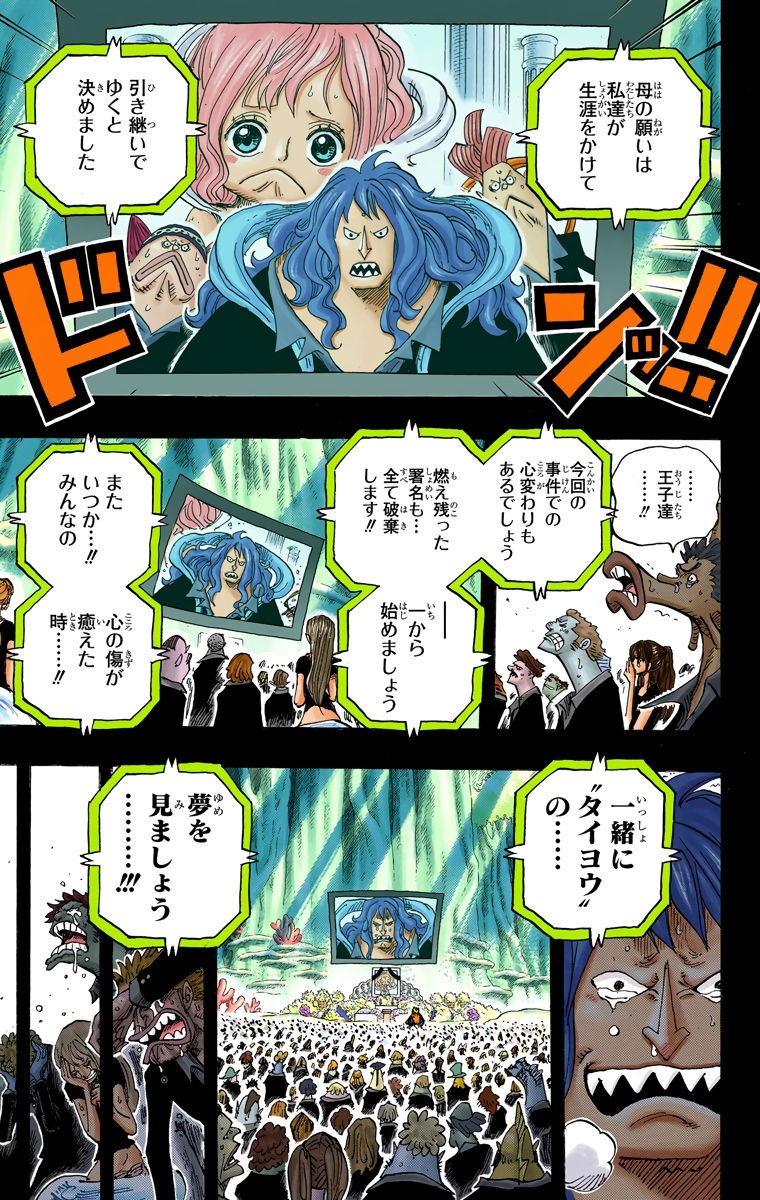 母の願いは
私達が
生涯をかけて
引き継いで
ゆくと
決めました
ドンッ!!
………
王子達
……!!
今回の
事件での
心変わりも
あるでしょう
燃え残った
署名も…
全て破棄
します!!
一から
始めましょう
また
いつか…!!
みんなの
心の傷が
癒えた
時………!!
一緒に
“タイヨウ”
の……
夢を
見ましょう
………!!!